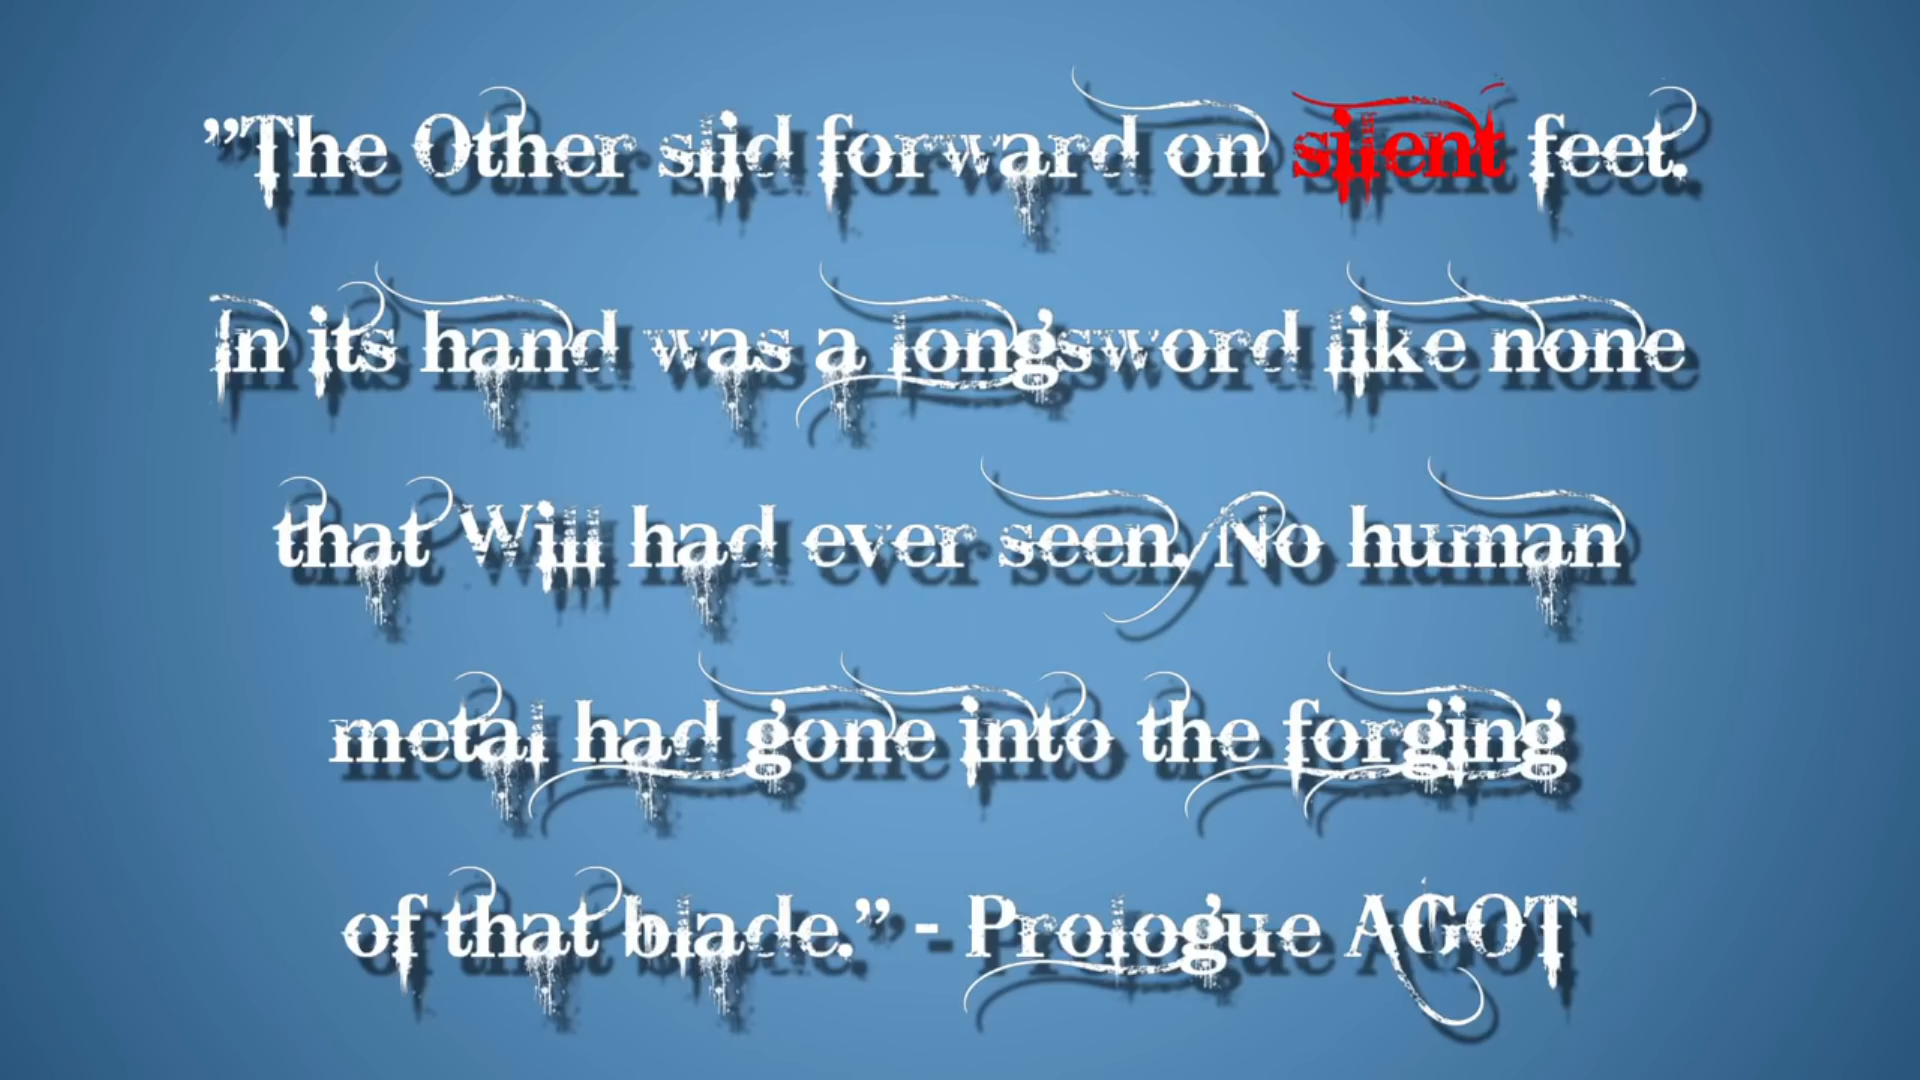 ”The Other slid forward on silent feet.
In its hand was a longsword like none
that Will had ever seen. No human
metal had gone into the forging
of that blade.” - Prologue AGOT